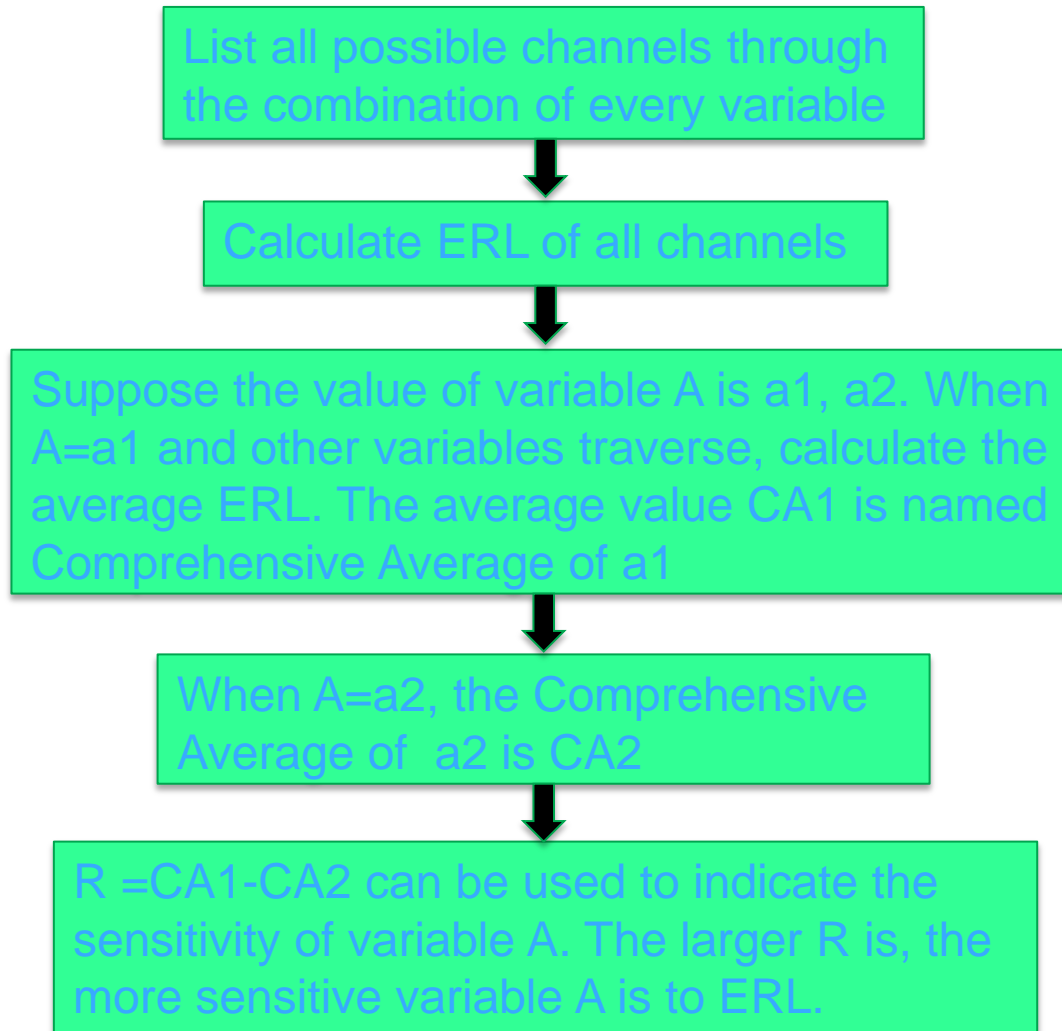 List all possible channels through
the combination of every variable
Calculate ERL of all channels
Suppose the value of variable A is a1, a2. When
A=a1 and other variables traverse, calculate the
average ERL. The average value CA1 is named
Comprehensive Average of a1
When A=a2, the Comprehensive
Average of  a2 is CA2
R =CA1-CA2 can be used to indicate the
sensitivity of variable A. The larger R is, the
more sensitive variable A is to ERL.